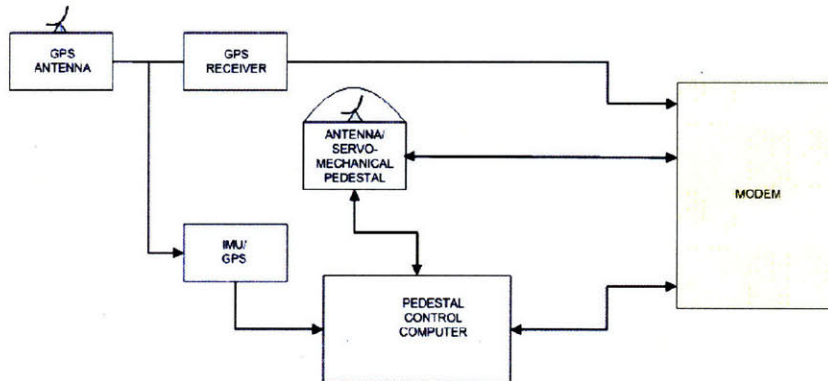 GPS
ANTENNA
GPS
RECEIVER
ANTENNA/
SERVO-
MECHANICAL
PEDESTAL
MODEM
IMU/
GPS
PEDESTAL
CONTROL
COMPUTER